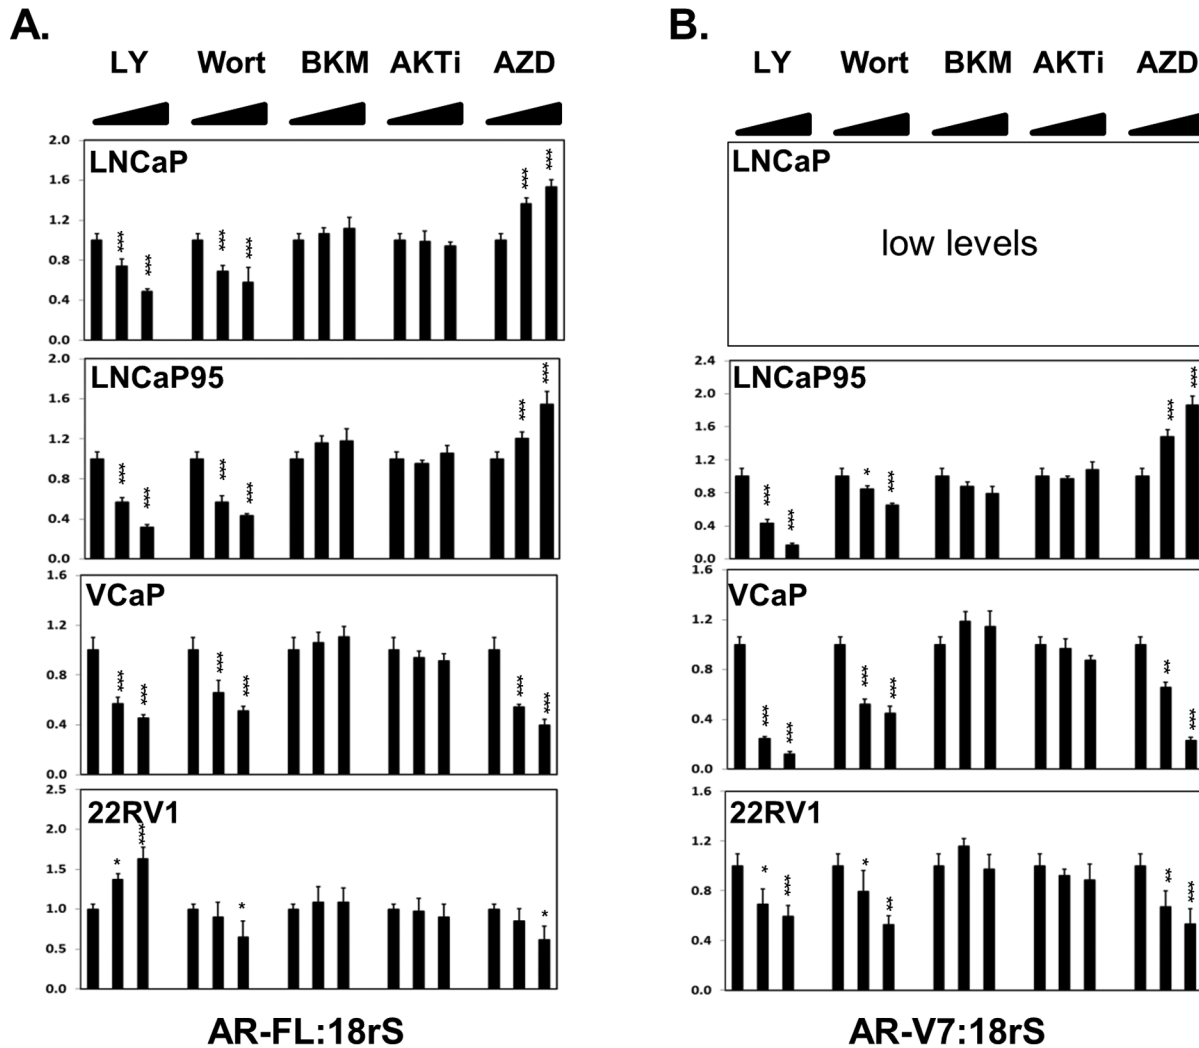 A.
B.
LY Wort BKM AKTi AZD
LY Wort BKM AKTi AZD
LNCaP
2.0
1.6
1.2
0.8
0.4
0.0
*** *** *** *** *** ***
LNCaP95
2.0
1.6
1.2
0.8
0.4
0.0
*** *** *** *** *** ***
VCaP
1.6
1.2
0.8
0.4
0.0
*** *** *** *** *** ***
22RV1
2.5
2.0
1.5
1.0
0.5
0.0
* *** * *
AR-FL:18rS
LNCaP
low levels
LNCaP95
2.4
2.0
1.6
1.2
0.8
0.4
0.0
*** *** * *** *** ***
VCaP
1.6
1.2
0.8
0.4
0.0
*** *** *** *** ** ***
22RV1
1.6
1.2
0.8
0.4
0.0
* *** * ** ** ***
AR-V7:18rS